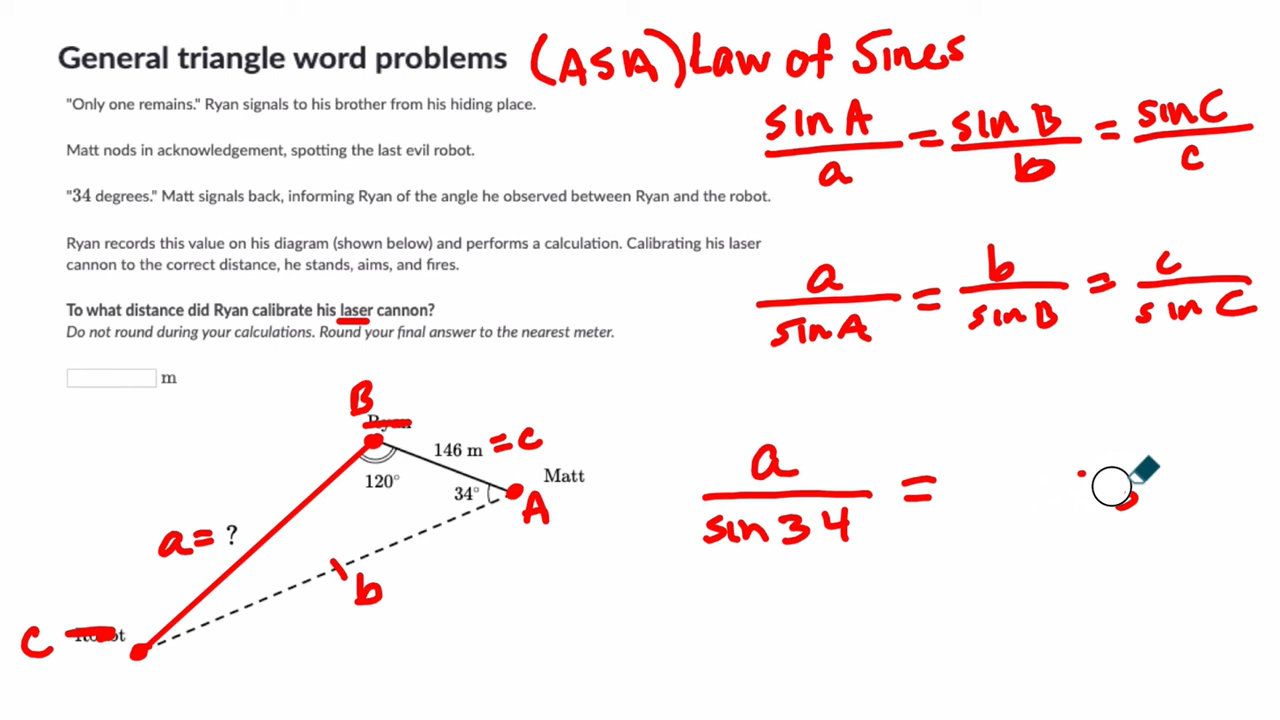 General triangle word problems (ASA) Law of Sines
"Only one remains." Ryan signals to his brother from his hiding place.
Matt nods in acknowledgement, spotting the last evil robot.
"34 degrees." Matt signals back, informing Ryan of the angle he observed between Ryan and the robot.
Ryan records this value on his diagram (shown below) and performs a calculation. Calibrating his laser
cannon to the correct distance, he stands, aims, and fires.
To what distance did Ryan calibrate his laser cannon?
Do not round during your calculations. Round your final answer to the nearest meter.
m
sin A / a = sin B / b = sin C / c
a / sin A = b / sin B = c / sin C
B
Ryan
146 m = c
Matt
120°
34°
A
a = ?
b
C
a / sin 34 =